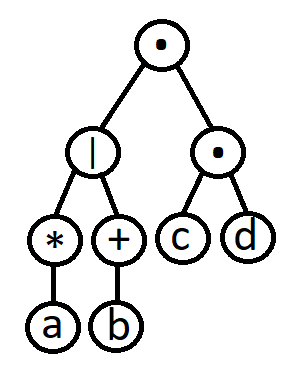 •
| •
* + c d
a b